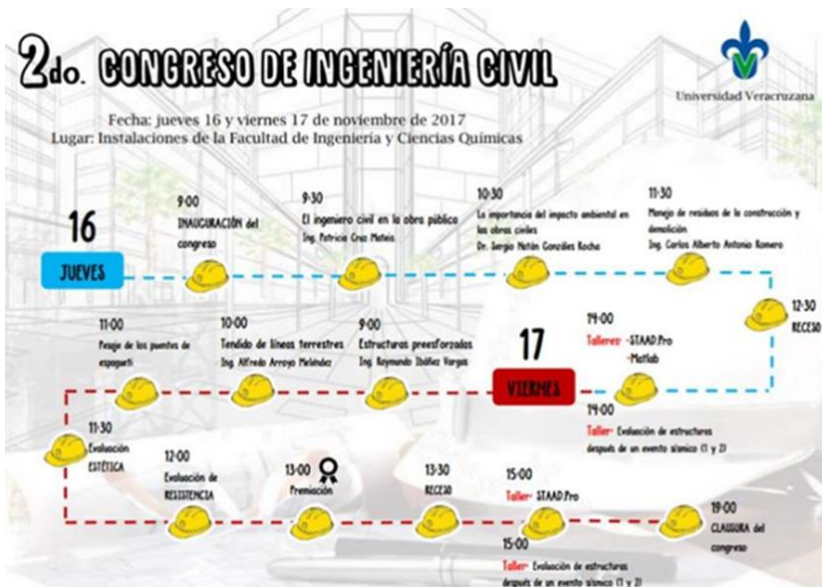 2do. CONGRESO DE INGENIERÍA CIVIL
Universidad Veracruzana
Fecha: jueves 16 y viernes 17 de noviembre de 2017
Lugar: Instalaciones de la Facultad de Ingeniería y Ciencias Químicas
16
JUEVES
9:00
INAUGURACIÓN del
congreso
9:30
El ingeniero civil en la obra pública
Ing. Patricia Cruz Mateis
10:30
La importancia del impacto ambiental en
las obras civiles
Dr. Sergio Natán Gonzáles Rocha
11:30
Manejo de residuos de la construcción y
demolición
Ing. Carlos Alberto Antonio Romero
12:30
RECESO
14:00
Talleres -STAAD.Pro
-Matlab
14:00
Taller- Evaluación de estructuras
después de un evento sísmico (1 y 2)
17
VIERNES
9:00
Estructuras preesforzadas
Ing. Raymundo Ibáñez Vargas
10:00
Tendido de líneas terrestres
Ing. Alfredo Arroyo Meléndez
11:00
Pesaje de los puentes de
espagueti
11:30
Evaluación
ESTÉTICA
12:00
Evaluación de
RESISTENCIA
13:00
Premiación
13:30
RECESO
15:00
Taller- STAAD.Pro
15:00
Taller- Evaluación de estructuras
después de un evento sísmico (1 y 2)
19:00
CLAUSURA del
congreso